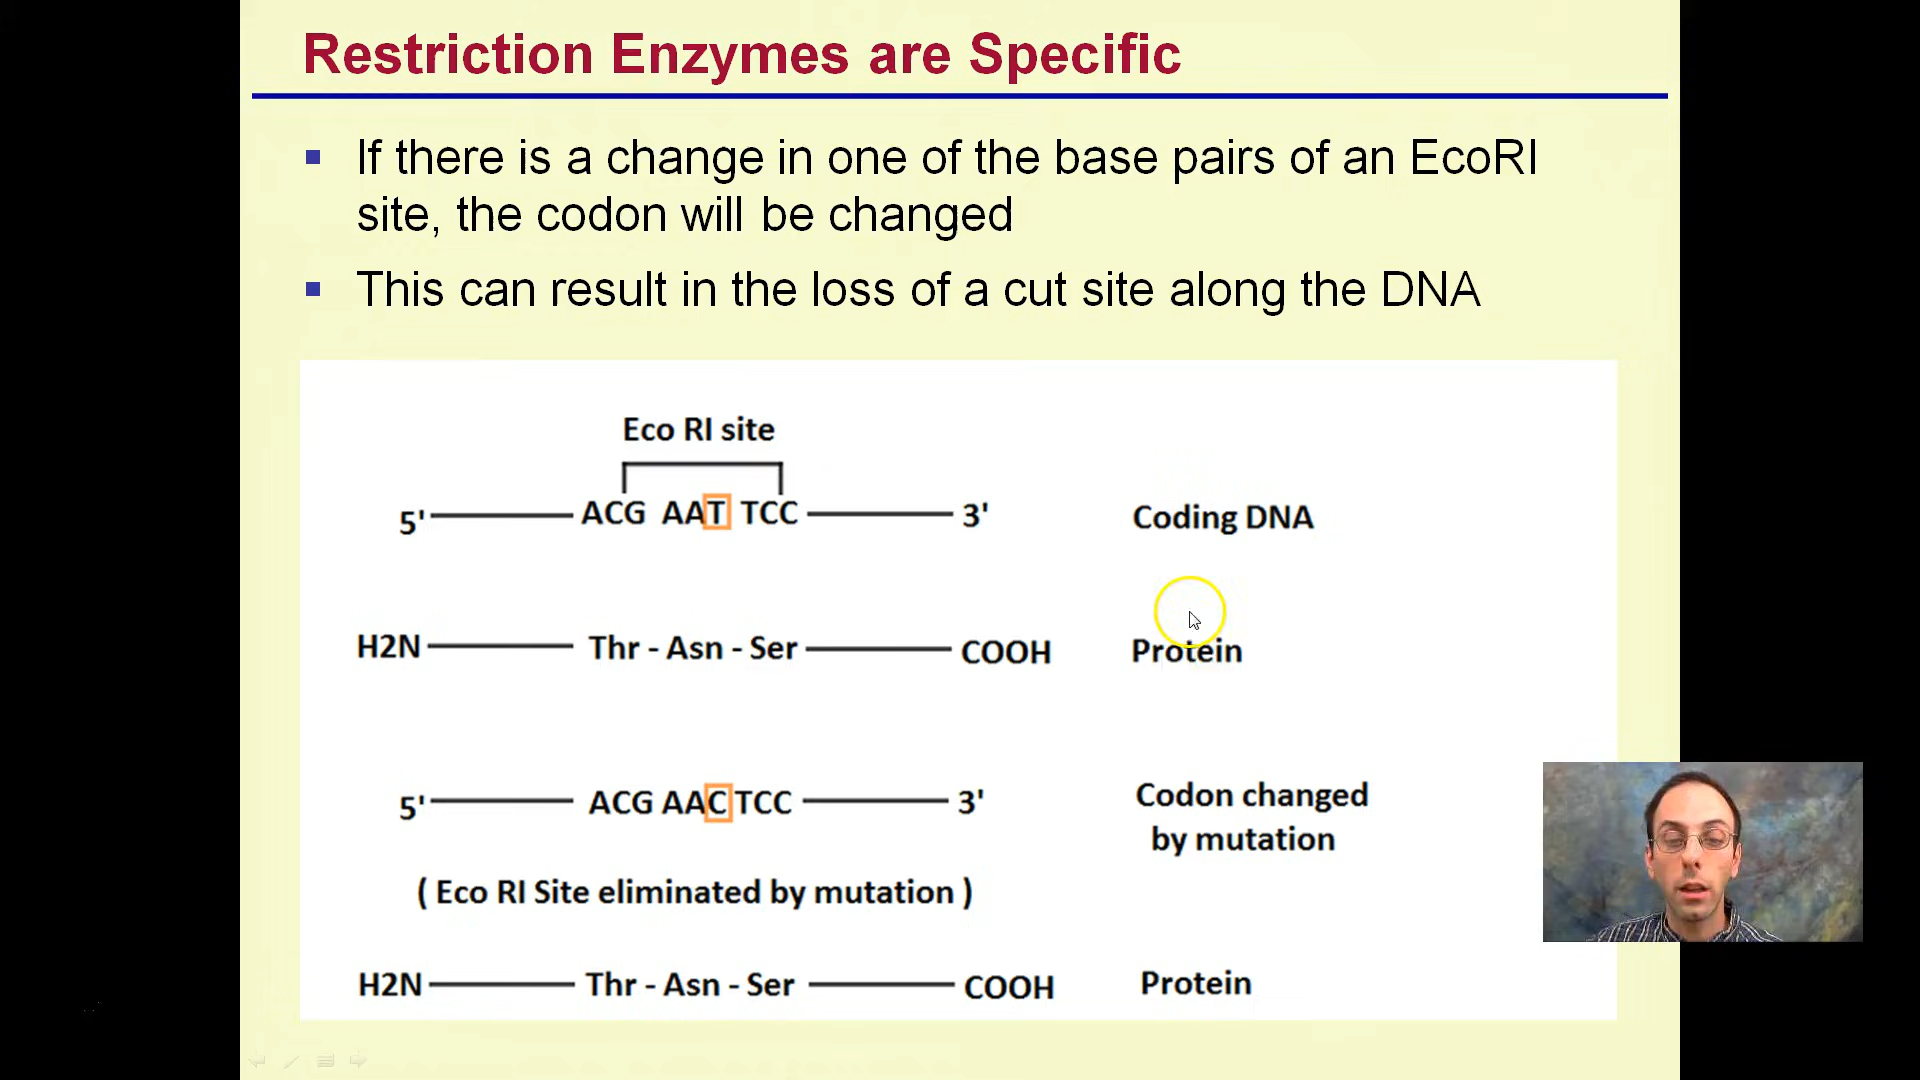 Restriction Enzymes are Specific
If there is a change in one of the base pairs of an EcoRI
site, the codon will be changed
This can result in the loss of a cut site along the DNA
Eco RI site
5' ACG AAT TCC 3' Coding DNA
H2N Thr - Asn - Ser COOH Protein
5' ACG AAC TCC 3' Codon changed
by mutation
( Eco RI Site eliminated by mutation )
H2N Thr - Asn - Ser COOH Protein